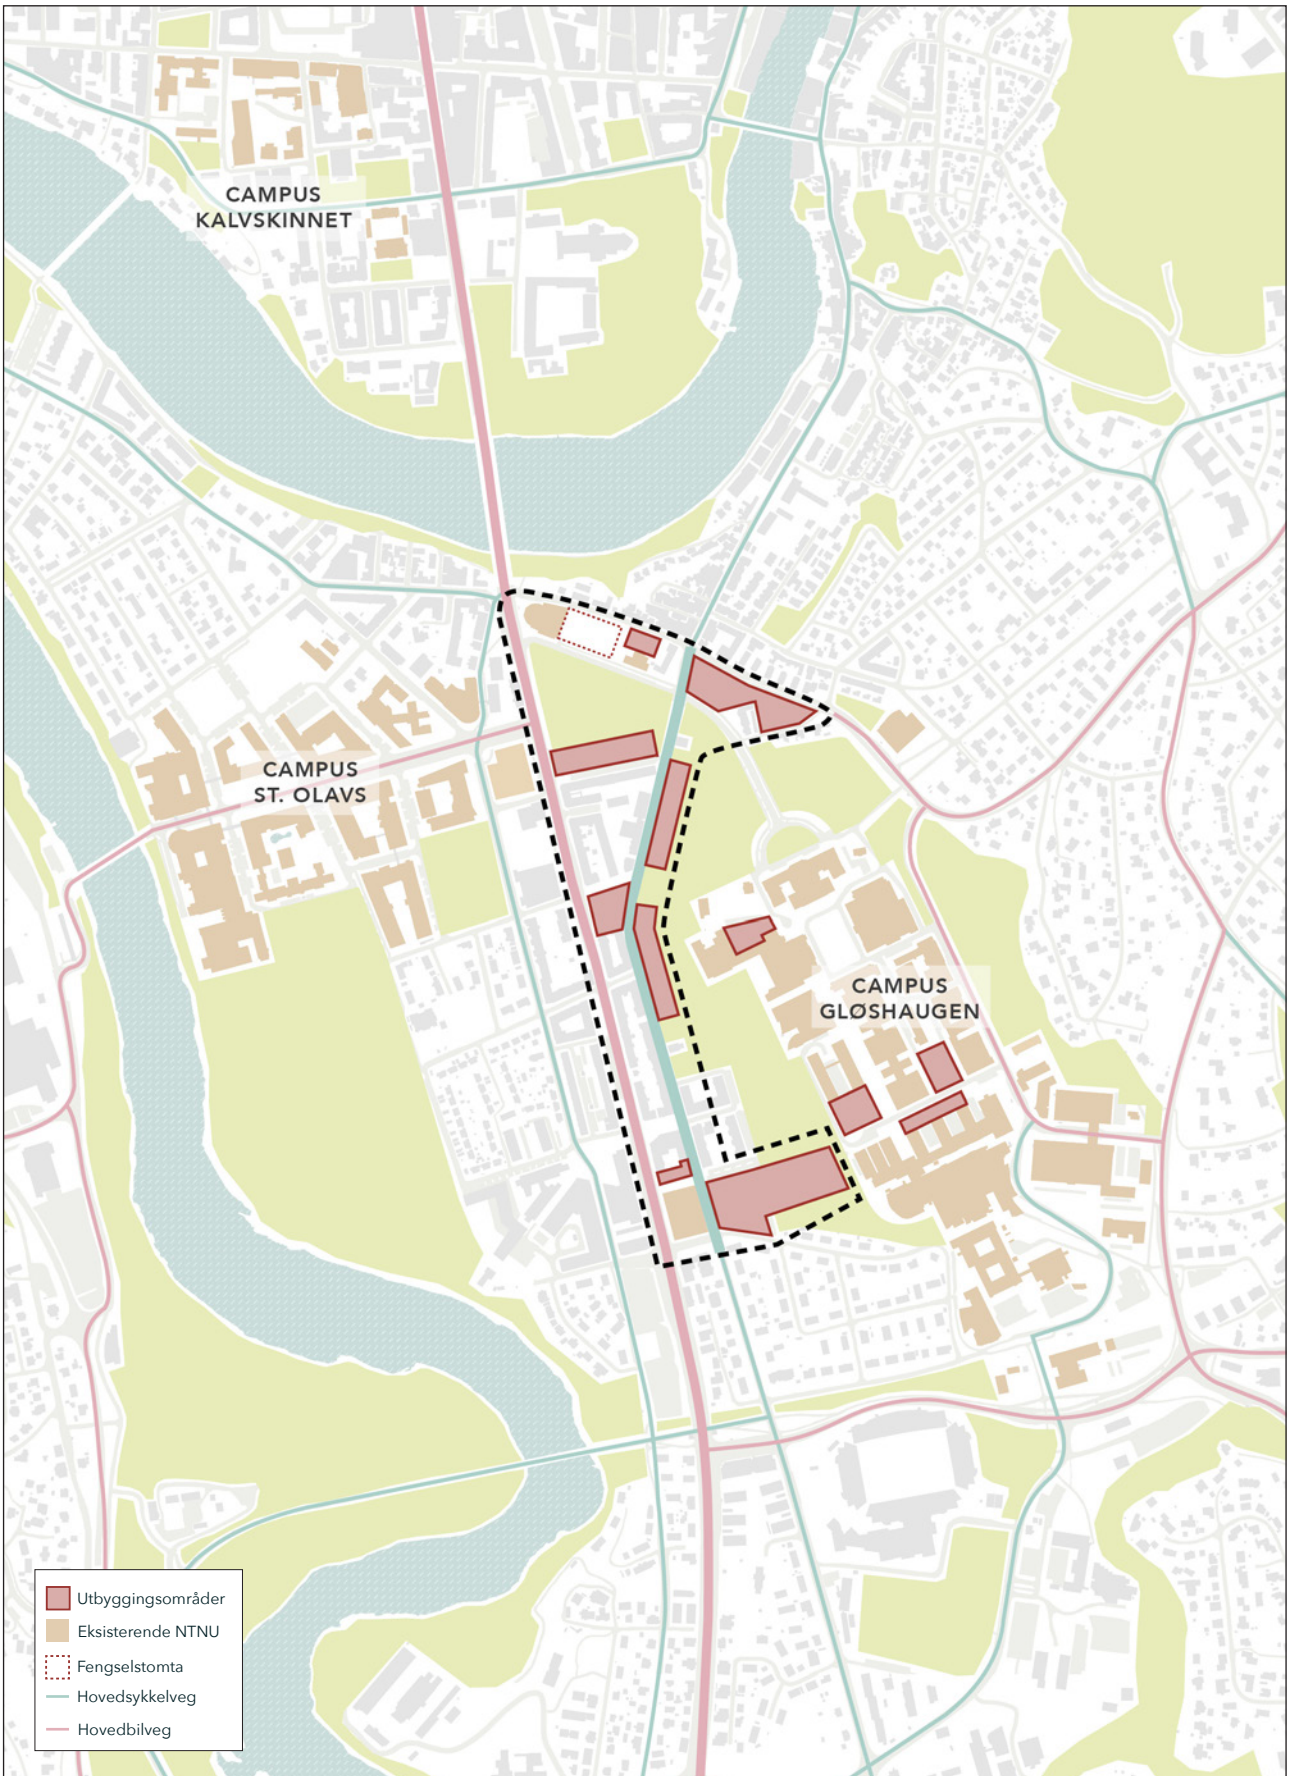 CAMPUS
KALVSKINNET
CAMPUS
ST. OLAVS
CAMPUS
GLØSHAUGEN
Utbyggingsområder
Eksisterende NTNU
Fengselstomta
Hovedsykkelveg
Hovedbilveg